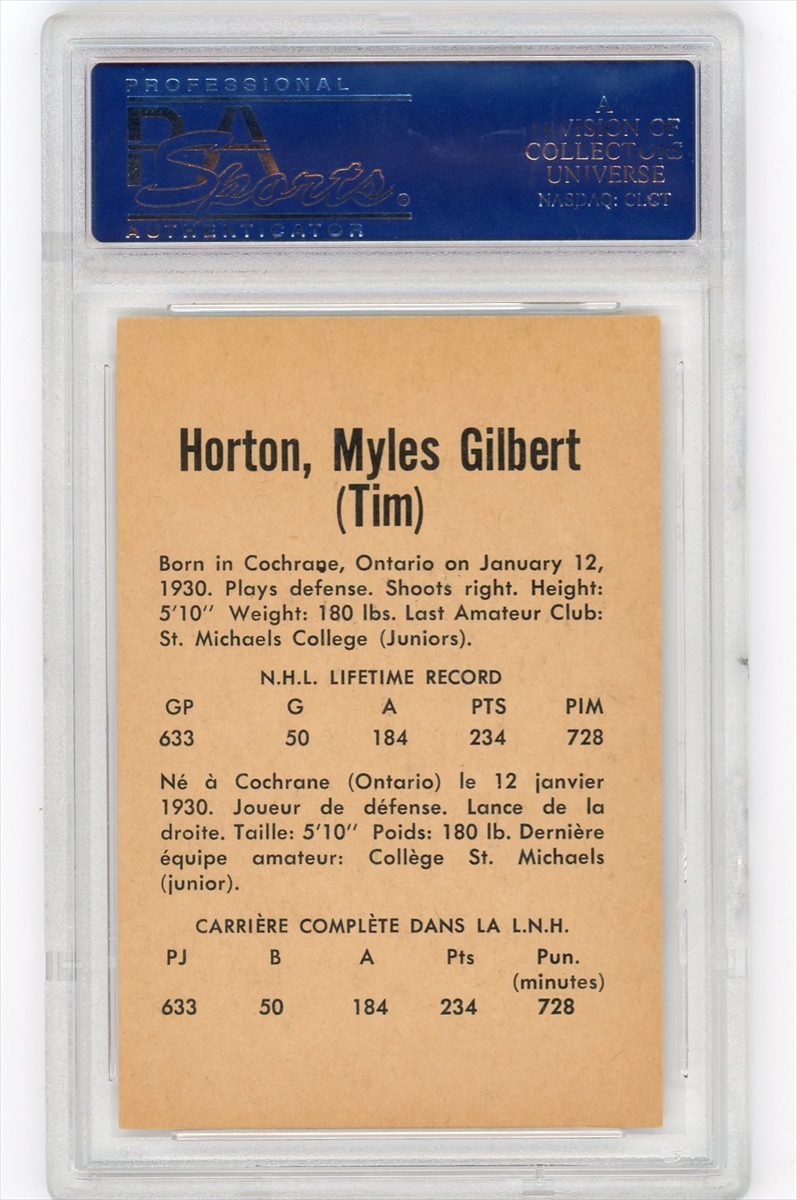 PROFESSIONAL
PSA
Sports®
AUTHENTICATOR
A
DIVISION OF
COLLECTORS
UNIVERSE
NASDAQ: CLCT
Horton, Myles Gilbert
(Tim)
Born in Cochrane, Ontario on January 12,
1930. Plays defense. Shoots right. Height:
5'10" Weight: 180 lbs. Last Amateur Club:
St. Michaels College (Juniors).
N.H.L. LIFETIME RECORD
GP G A PTS PIM
633 50 184 234 728
Né à Cochrane (Ontario) le 12 janvier
1930. Joueur de défense. Lance de la
droite. Taille: 5'10" Poids: 180 lb. Dernière
équipe amateur: Collège St. Michaels
(junior).
CARRIÈRE COMPLÈTE DANS LA L.N.H.
PJ B A Pts Pun.
(minutes)
633 50 184 234 728